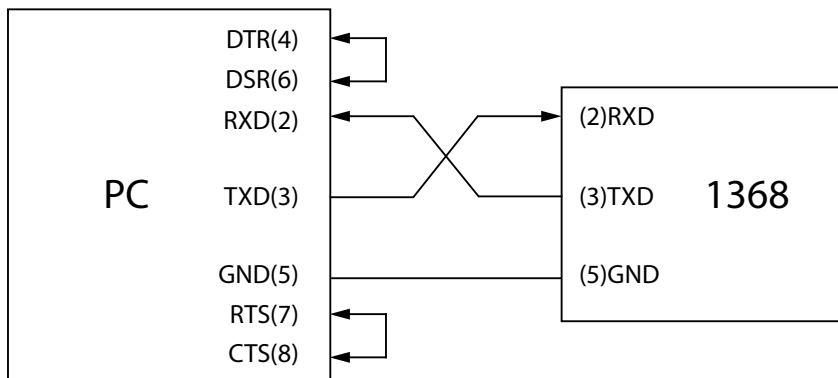 DTR(4)
DSR(6)
RXD(2)
(2)RXD
PC
TXD(3)
(3)TXD
1368
GND(5)
(5)GND
RTS(7)
CTS(8)